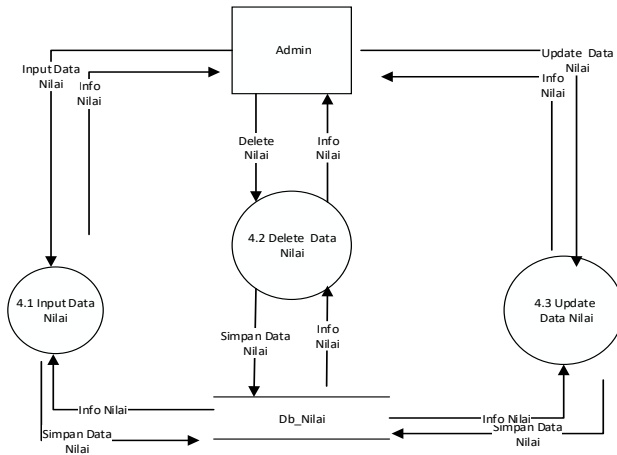 Admin
Input Data
Nilai
Info
Nilai
Update Data
Nilai
Info
Nilai
Delete
Nilai
Info
Nilai
4.2 Delete Data
Nilai
4.1 Input Data
Nilai
4.3 Update
Data Nilai
Simpan Data
Nilai
Info
Nilai
Info Nilai
Db_Nilai
Info Nilai
Simpan Data
Nilai
Simpan Data
Nilai